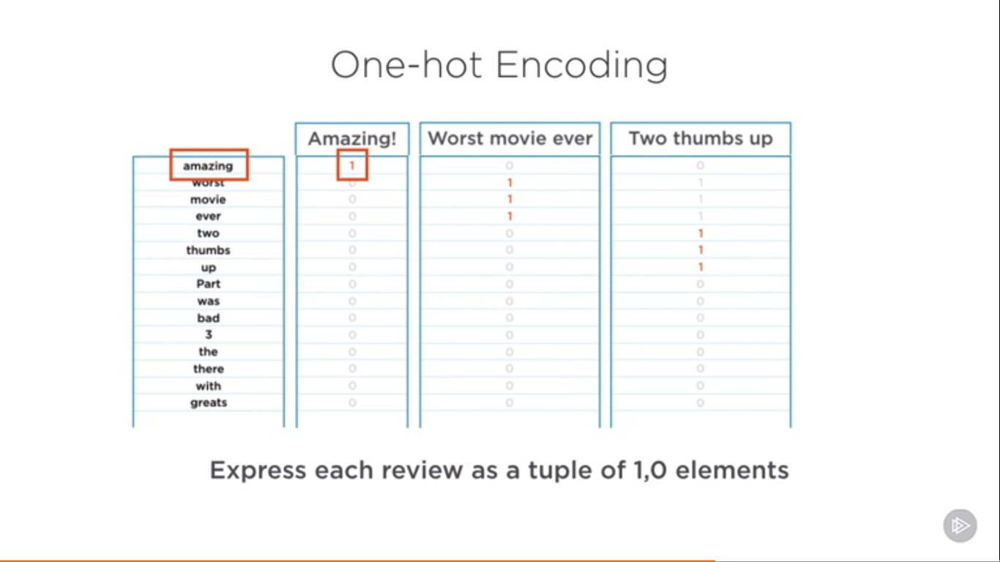 One-hot Encoding
Amazing! Worst movie ever Two thumbs up
amazing 1 0 0
worst 0 1 1
movie 0 1 1
ever 0 1 1
two 0 0 1
thumbs 0 0 1
up 0 0 1
Part 0 0 0
was 0 0 0
bad 0 0 0
3 0 0 0
the 0 0 0
there 0 0 0
with 0 0 0
greats 0 0 0
Express each review as a tuple of 1,0 elements